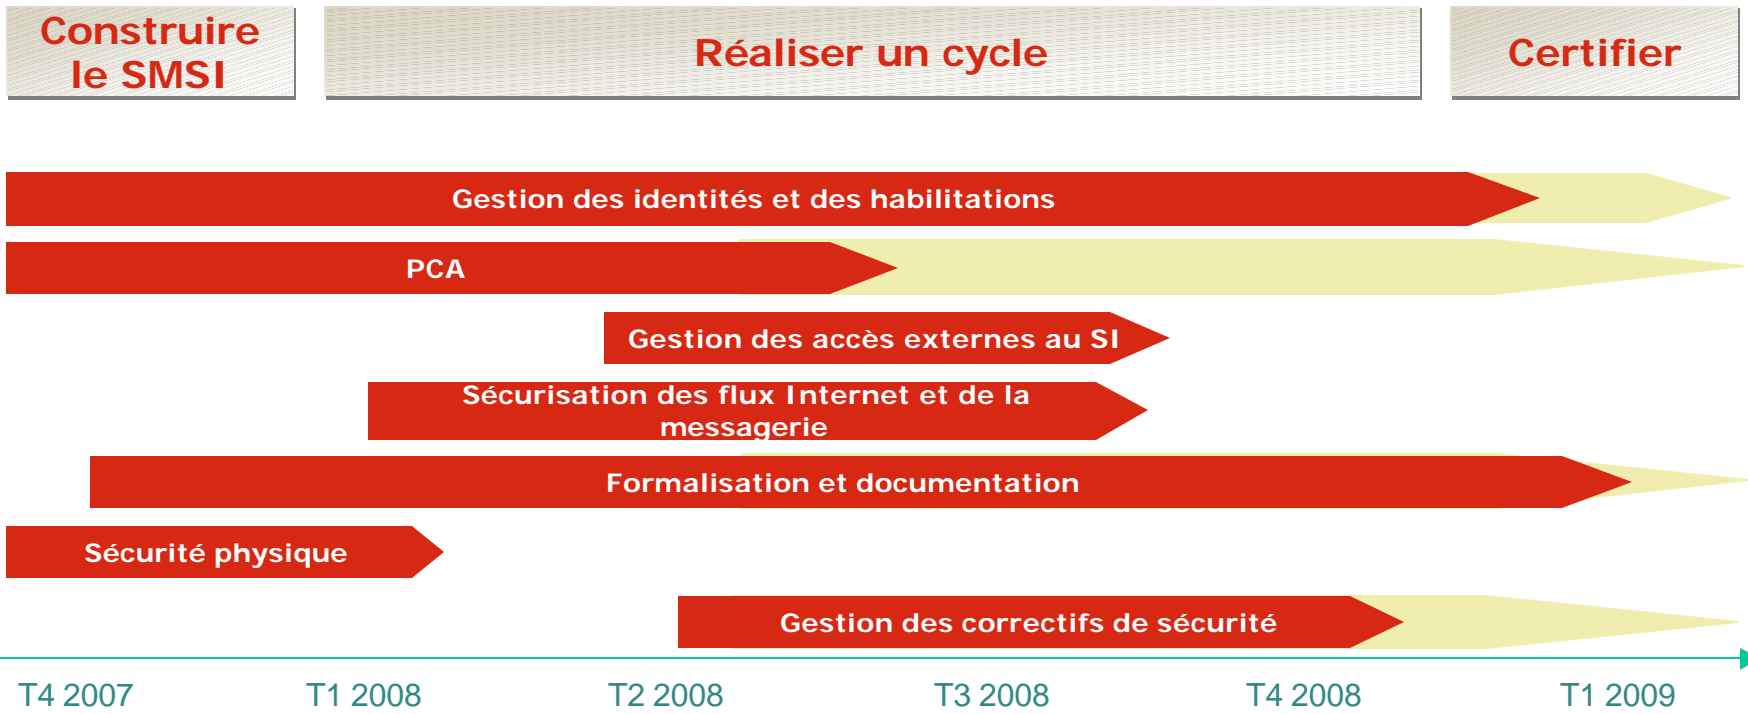 Construire
le SMSI
Réaliser un cycle
Certifier
Gestion des identités et des habilitations
PCA
Gestion des accès externes au SI
Sécurisation des flux Internet et de la
messagerie
Formalisation et documentation
Sécurité physique
Gestion des correctifs de sécurité
T4 2007
T1 2008
T2 2008
T3 2008
T4 2008
T1 2009